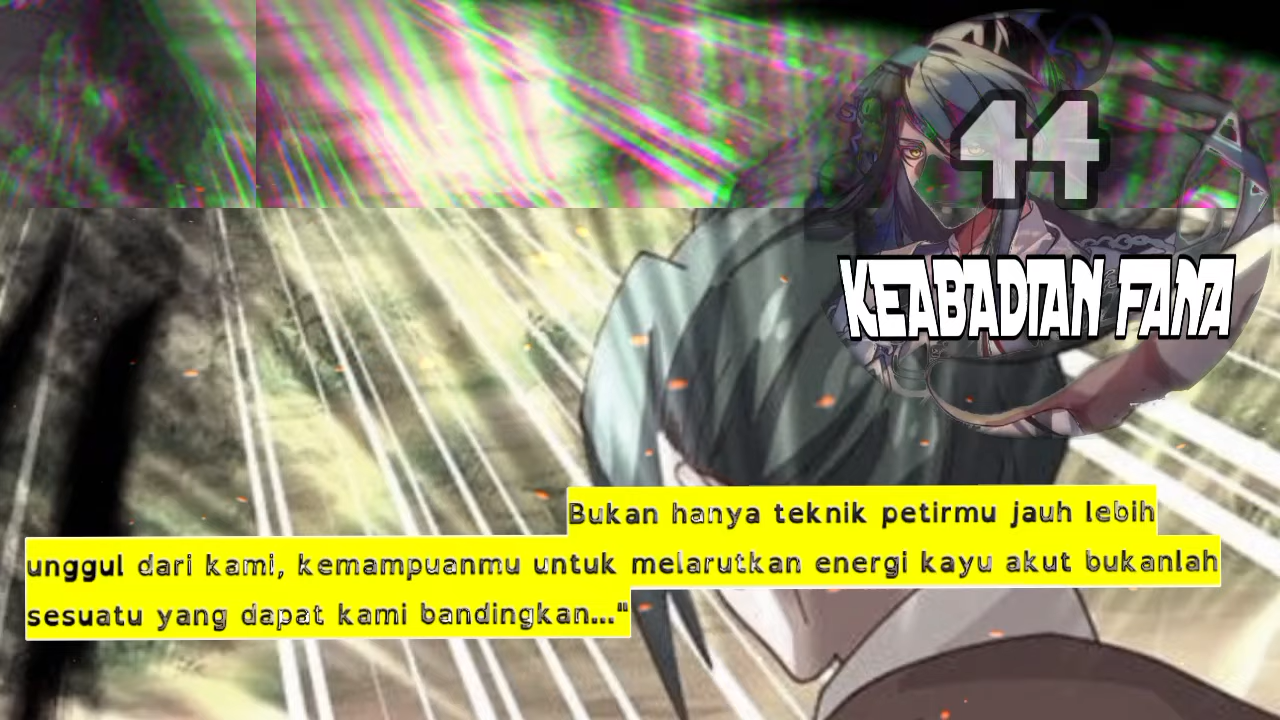 44
KEABADIAN FANA
Bukan hanya teknik petirmu jauh lebih
unggul dari kami, kemampuanmu untuk melarutkan energi kayu akut bukanlah
sesuatu yang dapat kami bandingkan..."